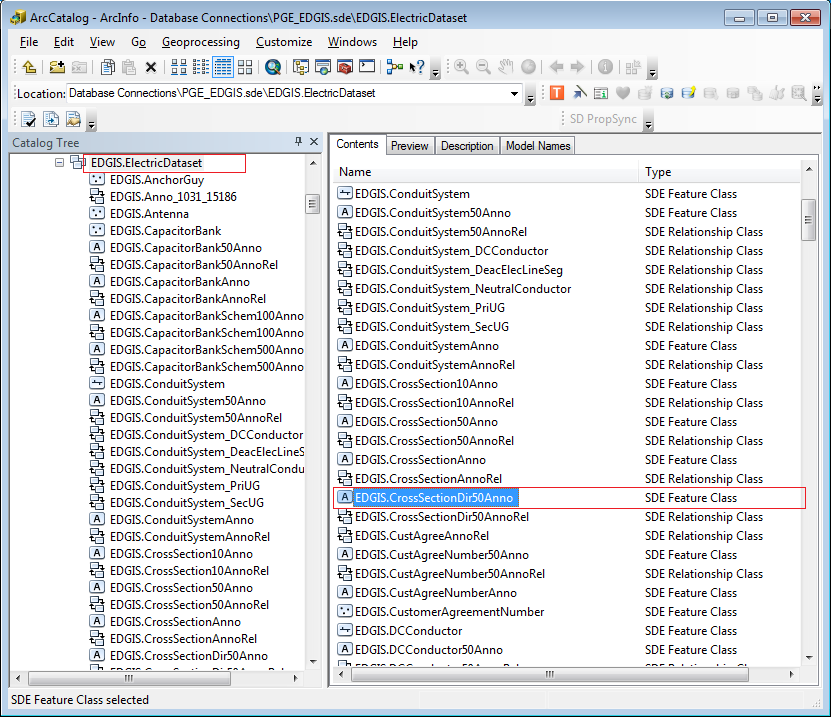 ArcCatalog - ArcInfo - Database Connections\PGE_EDGIS.sde\EDGIS.ElectricDataset
File Edit View Go Geoprocessing Customize Windows Help
Location: Database Connections\PGE_EDGIS.sde\EDGIS.ElectricDataset
SD PropSync
Catalog Tree
EDGIS.ElectricDataset
EDGIS.AnchorGuy
EDGIS.Anno_1031_15186
EDGIS.Antenna
EDGIS.CapacitorBank
EDGIS.CapacitorBank50Anno
EDGIS.CapacitorBank50AnnoRel
EDGIS.CapacitorBankAnno
EDGIS.CapacitorBankAnnoRel
EDGIS.CapacitorBankSchem100Anno
EDGIS.CapacitorBankSchem100Anno
EDGIS.CapacitorBankSchem500Anno
EDGIS.CapacitorBankSchem500Anno
EDGIS.ConduitSystem
EDGIS.ConduitSystem50Anno
EDGIS.ConduitSystem50AnnoRel
EDGIS.ConduitSystem_DCConductor
EDGIS.ConduitSystem_DeacElecLineS
EDGIS.ConduitSystem_NeutralCondu
EDGIS.ConduitSystem_PriUG
EDGIS.ConduitSystem_SecUG
EDGIS.ConduitSystemAnno
EDGIS.ConduitSystemAnnoRel
EDGIS.CrossSection10Anno
EDGIS.CrossSection10AnnoRel
EDGIS.CrossSection50Anno
EDGIS.CrossSection50AnnoRel
EDGIS.CrossSectionAnno
EDGIS.CrossSectionAnnoRel
EDGIS.CrossSectionDir50Anno
Contents Preview Description Model Names
Name Type
EDGIS.ConduitSystem SDE Feature Class
EDGIS.ConduitSystem50Anno SDE Feature Class
EDGIS.ConduitSystem50AnnoRel SDE Relationship Class
EDGIS.ConduitSystem_DCConductor SDE Relationship Class
EDGIS.ConduitSystem_DeacElecLineSeg SDE Relationship Class
EDGIS.ConduitSystem_NeutralConductor SDE Relationship Class
EDGIS.ConduitSystem_PriUG SDE Relationship Class
EDGIS.ConduitSystem_SecUG SDE Relationship Class
EDGIS.ConduitSystemAnno SDE Feature Class
EDGIS.ConduitSystemAnnoRel SDE Relationship Class
EDGIS.CrossSection10Anno SDE Feature Class
EDGIS.CrossSection10AnnoRel SDE Relationship Class
EDGIS.CrossSection50Anno SDE Feature Class
EDGIS.CrossSection50AnnoRel SDE Relationship Class
EDGIS.CrossSectionAnno SDE Feature Class
EDGIS.CrossSectionAnnoRel SDE Relationship Class
EDGIS.CrossSectionDir50Anno SDE Feature Class
EDGIS.CrossSectionDir50AnnoRel SDE Relationship Class
EDGIS.CustAgreeAnnoRel SDE Relationship Class
EDGIS.CustAgreeNumber50Anno SDE Feature Class
EDGIS.CustAgreeNumber50AnnoRel SDE Relationship Class
EDGIS.CustAgreeNumberAnno SDE Feature Class
EDGIS.CustomerAgreementNumber SDE Feature Class
EDGIS.DCConductor SDE Feature Class
EDGIS.DCConductor50Anno SDE Feature Class
SDE Feature Class selected